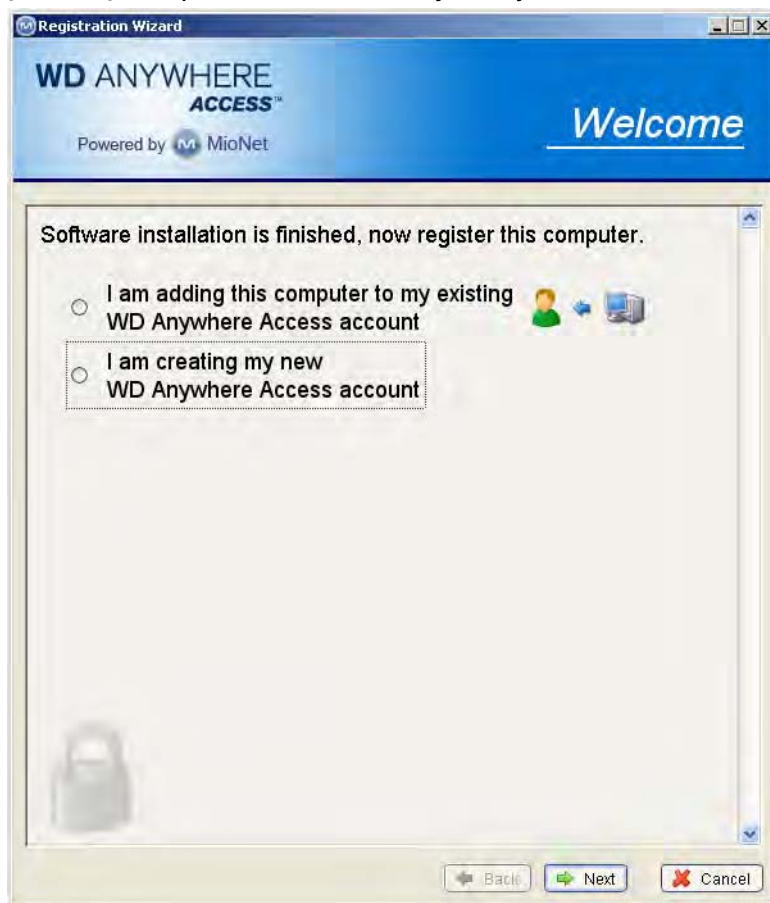 Registration Wizard
WD ANYWHERE
ACCESS™
Powered by MioNet
Welcome
Software installation is finished, now register this computer.
I am adding this computer to my existing
WD Anywhere Access account
I am creating my new
WD Anywhere Access account
Back Next Cancel